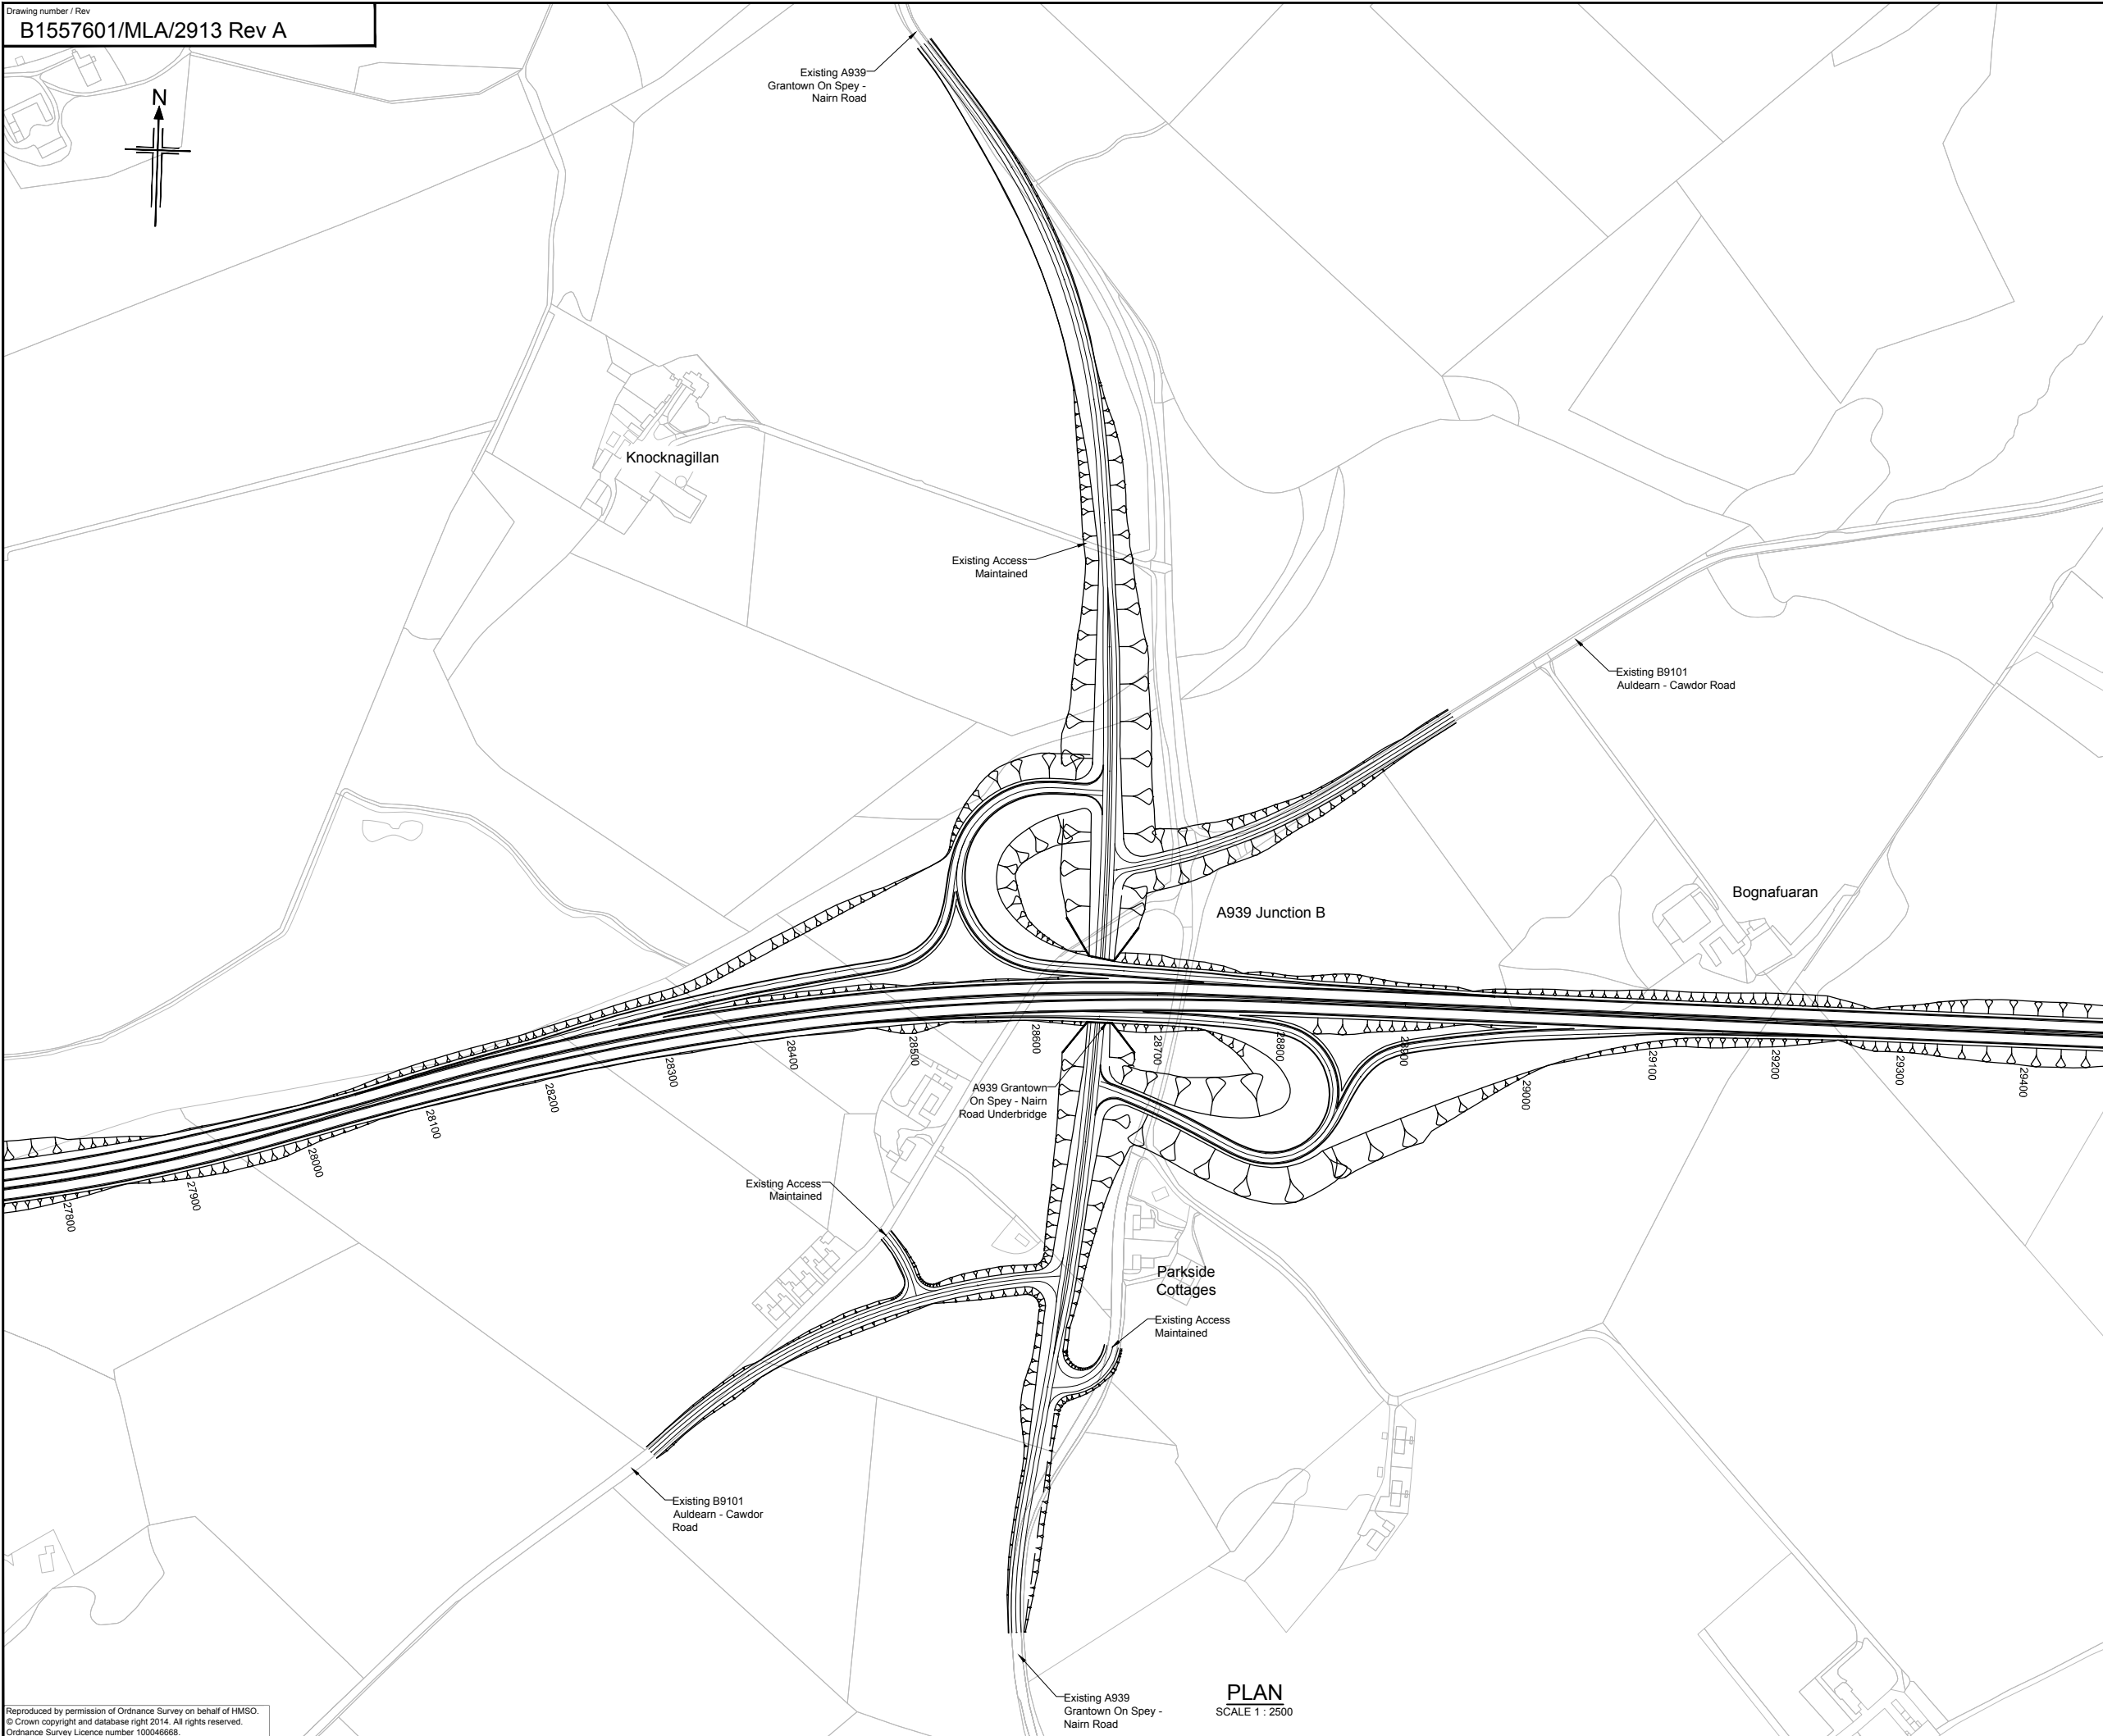 Drawing number / Rev
B1557601/MLA/2913 Rev A
N
Existing A939
Grantown On Spey -
Nairn Road
Knocknagillan
Existing Access
Maintained
Existing B9101
Auldearn - Cawdor Road
Bognafuaran
A939 Junction B
27800
27900
28000
28100
28200
28300
28400
28500
28600
28700
28800
28900
29000
29100
29200
29300
29400
A939 Grantown
On Spey - Nairn
Road Underbridge
Existing Access
Maintained
Parkside
Cottages
Existing Access
Maintained
Existing B9101
Auldearn - Cawdor
Road
Existing A939
Grantown On Spey -
Nairn Road
PLAN
SCALE 1 : 2500
Reproduced by permission of Ordnance Survey on behalf of HMSO.
© Crown copyright and database right 2014. All rights reserved.
Ordnance Survey Licence number 100046668.